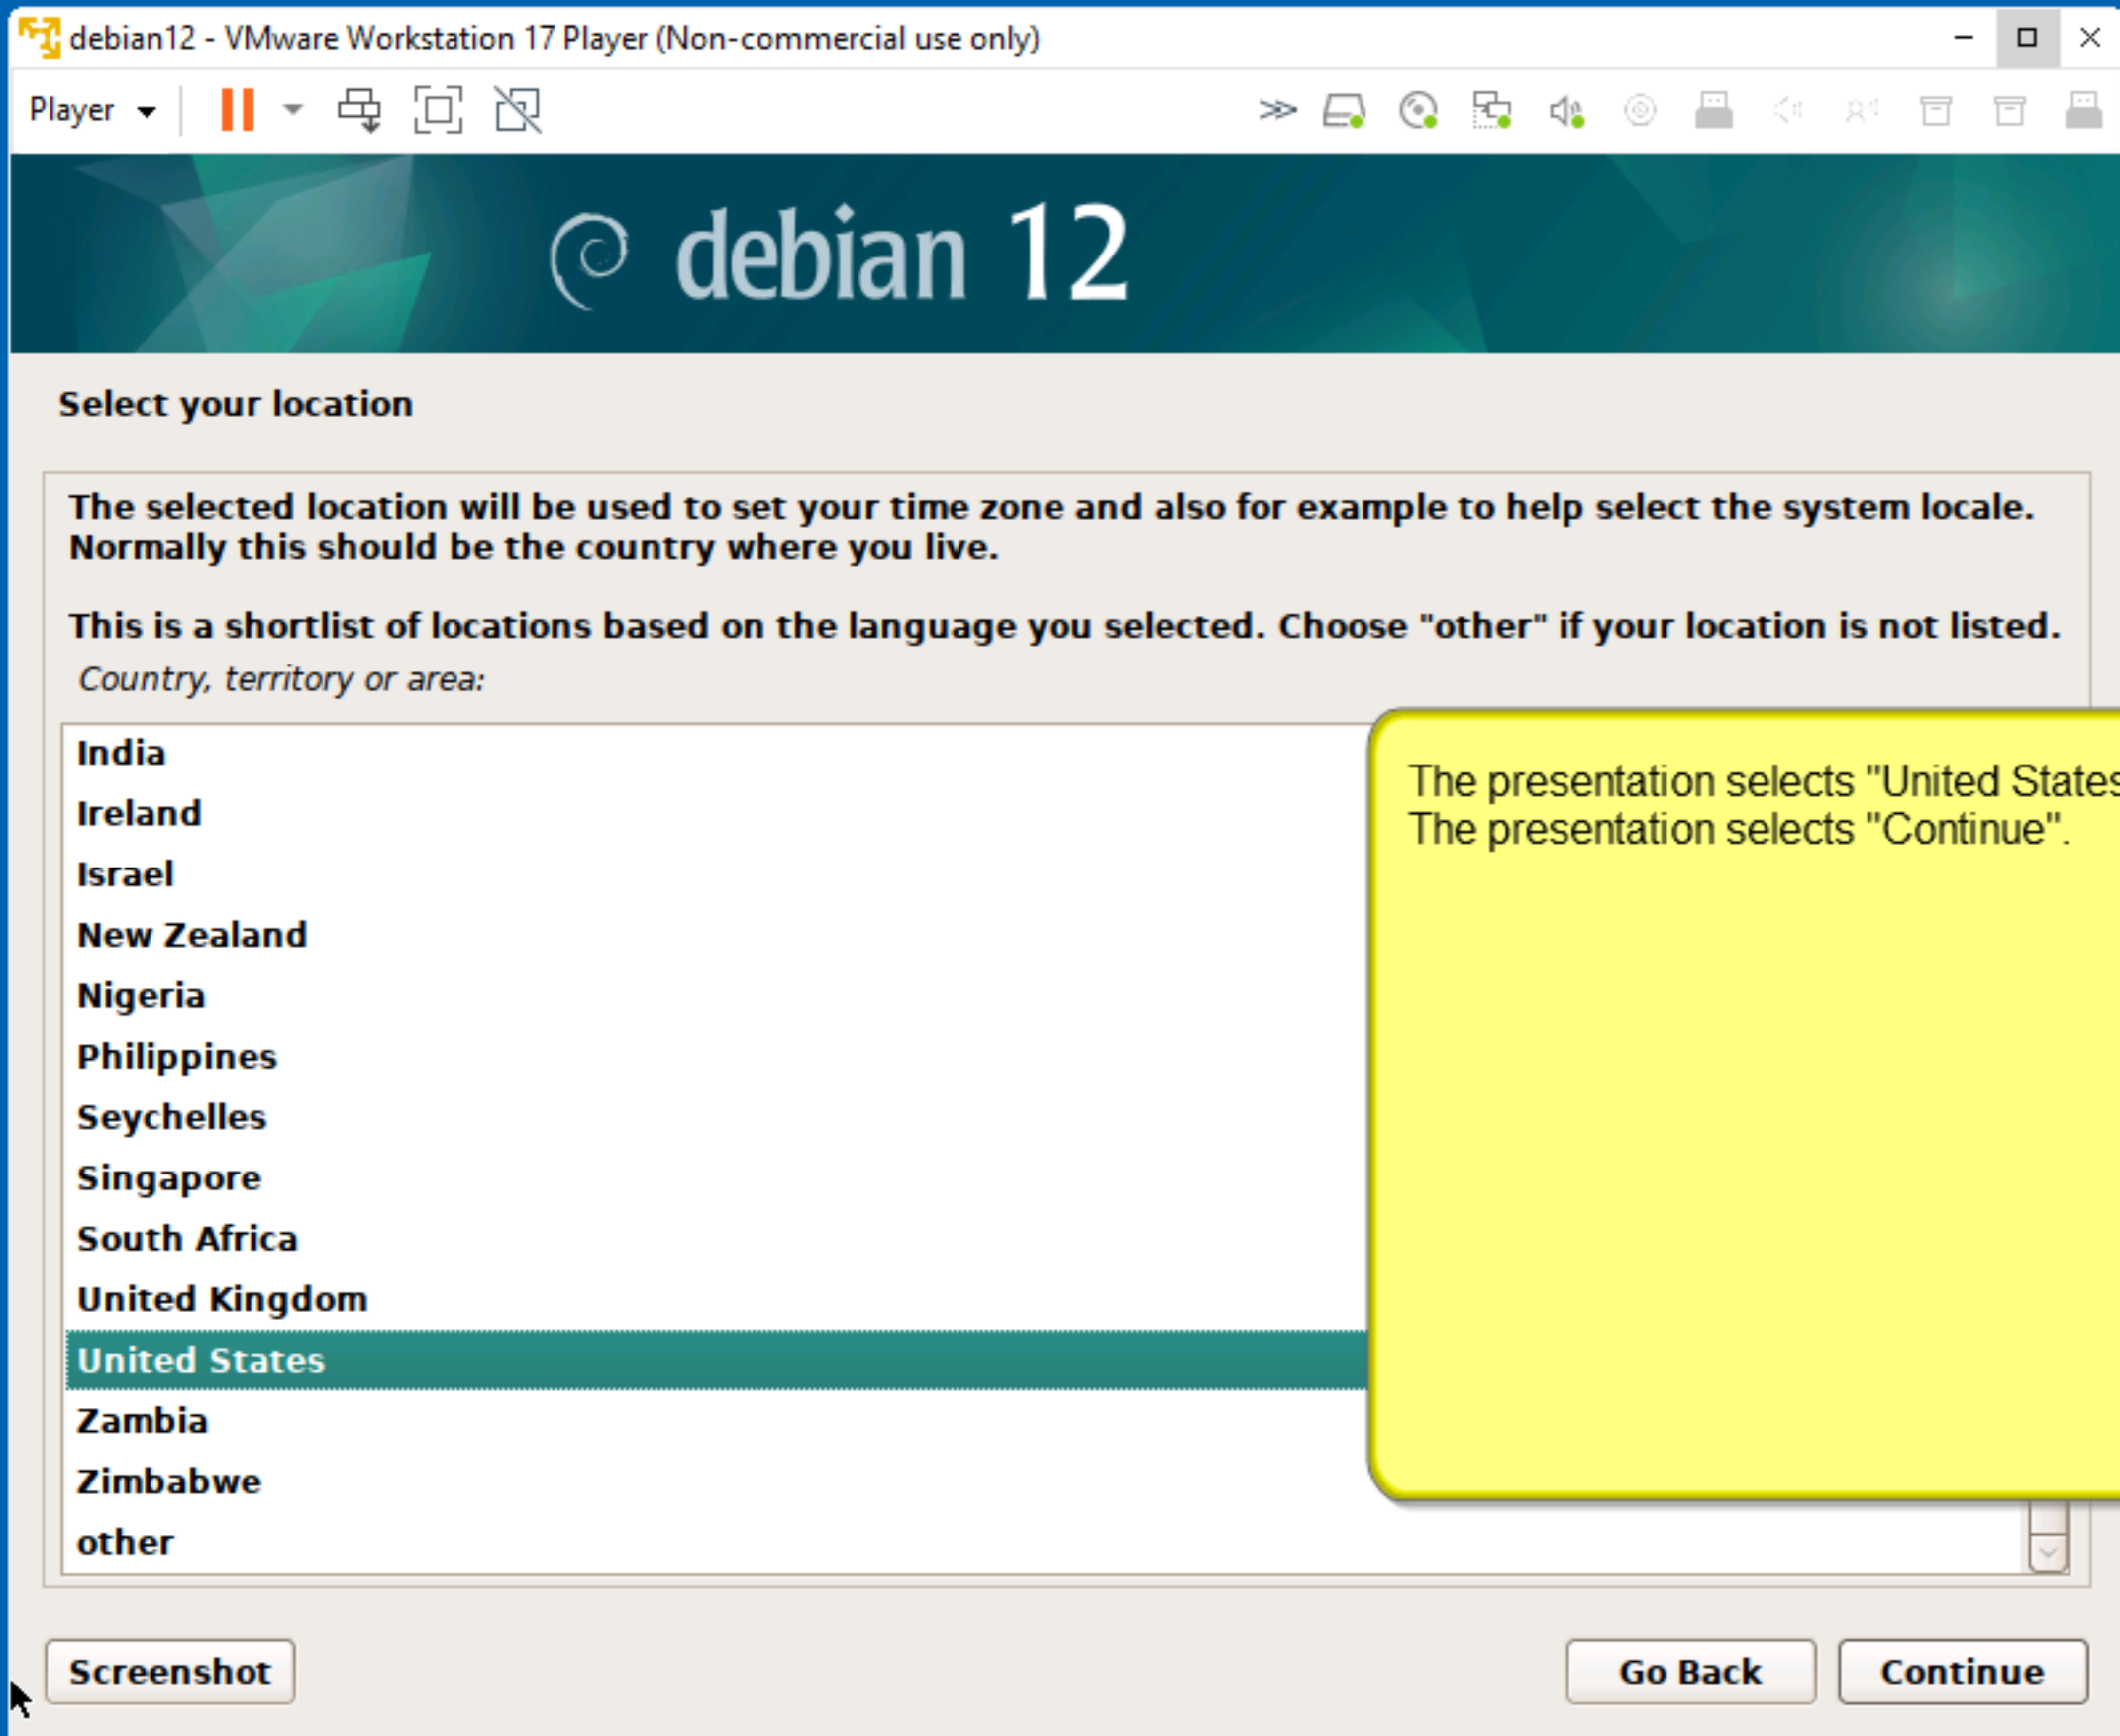 debian12 - VMware Workstation 17 Player (Non-commercial use only)
Player
debian 12
Select your location
The selected location will be used to set your time zone and also for example to help select the system locale.
Normally this should be the country where you live.
This is a shortlist of locations based on the language you selected. Choose "other" if your location is not listed.
Country, territory or area:
India
Ireland
Israel
New Zealand
Nigeria
Philippines
Seychelles
Singapore
South Africa
United Kingdom
United States
Zambia
Zimbabwe
other
The presentation selects "United States
The presentation selects "Continue".
Screenshot
Go Back
Continue